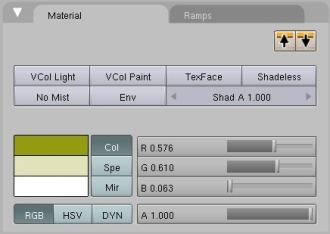 Material Ramps
VCol Light VCol Paint TexFace Shadeless
No Mist Env Shad A 1.000
Col R 0.576
Spe G 0.610
Mir B 0.063
RGB HSV DYN A 1.000